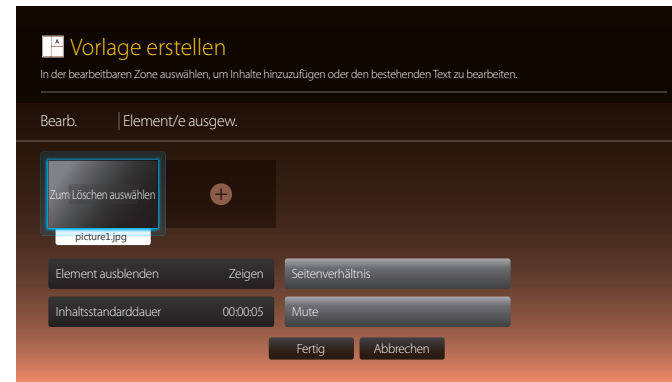 A
Vorlage erstellen
In der bearbeitbaren Zone auswählen, um Inhalte hinzuzufügen oder den bestehenden Text zu bearbeiten.
Bearb. Element/e ausgew.
Zum Löschen auswählen
picture1.jpg
Element ausblenden Zeigen Seitenverhältnis
Inhaltsstandarddauer 00:00:05 Mute
Fertig Abbrechen